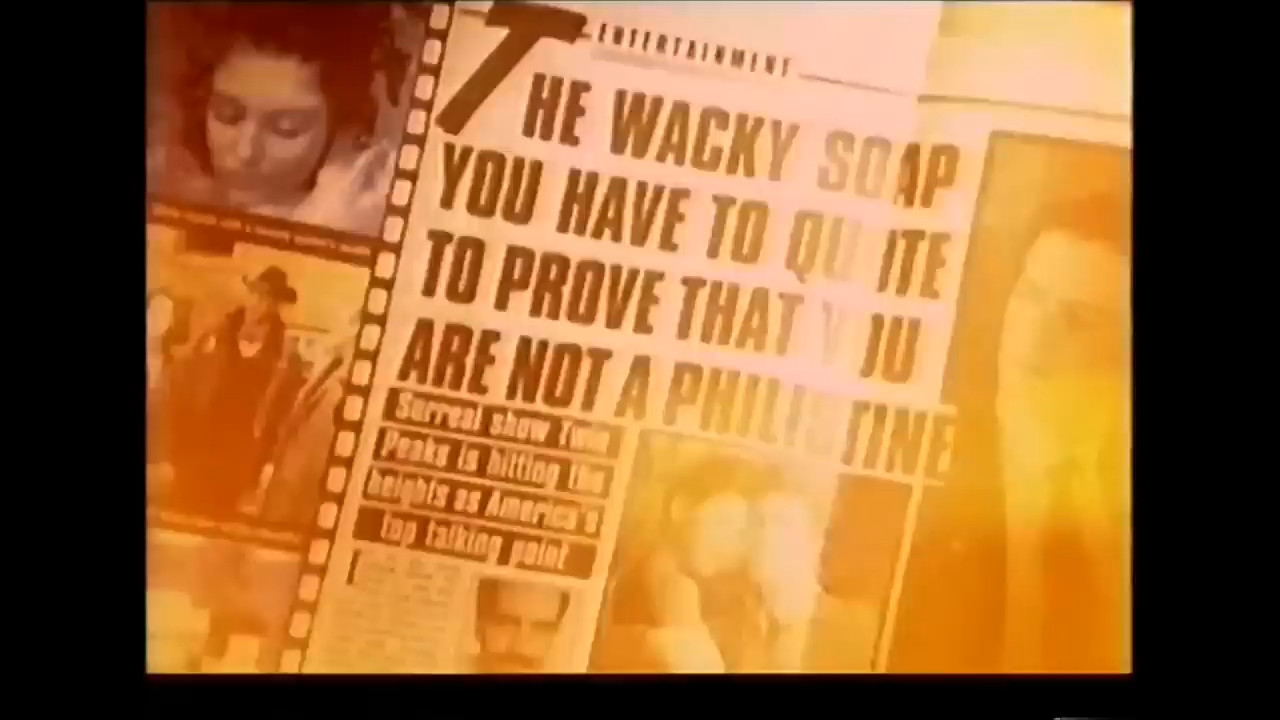 ENTERTAINMENT
THE WACKY SOAP
YOU HAVE TO QUOTE
TO PROVE THAT YOU
ARE NOT A PHILISTINE
Surreal show Twin
Peaks is hitting the
heights as America's
top talking point